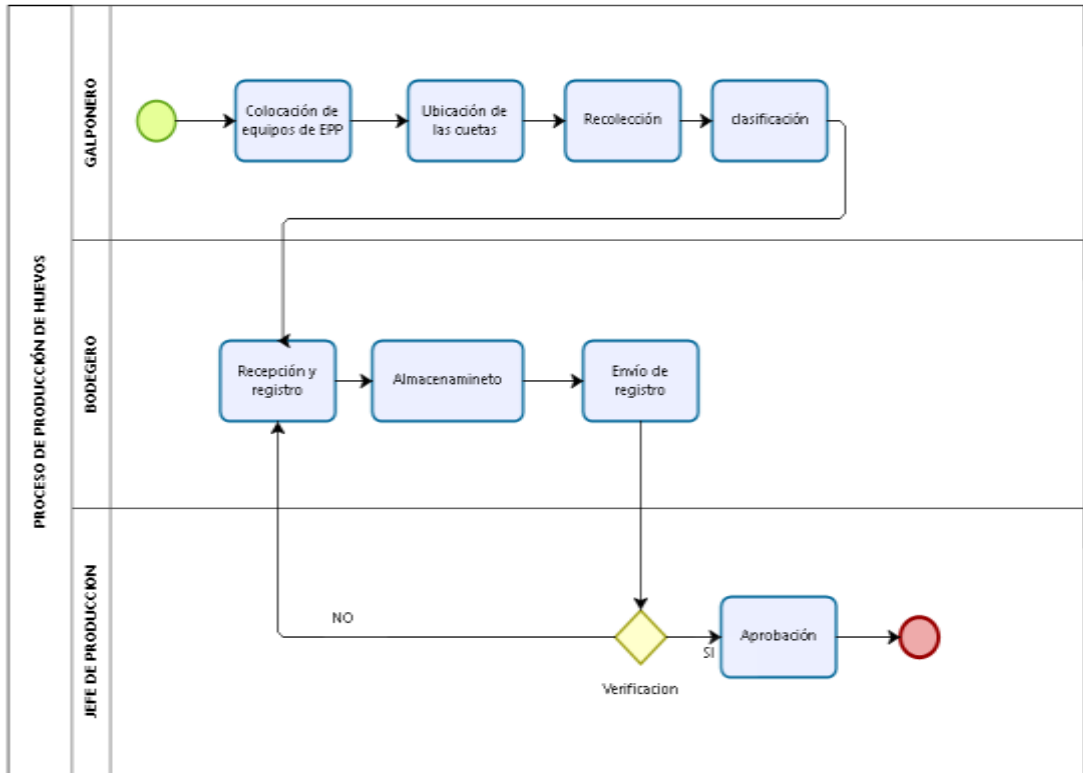 PROCESO DE PRODUCCIÓN DE HUEVOS
GALPONERO
Colocación de
equipos de EPP
Ubicación de
las cuetas
Recolección
clasificación
BODEGERO
Recepción y
registro
Almacenamineto
Envío de
registro
JEFE DE PRODUCCION
NO
Verificacion
SI
Aprobación